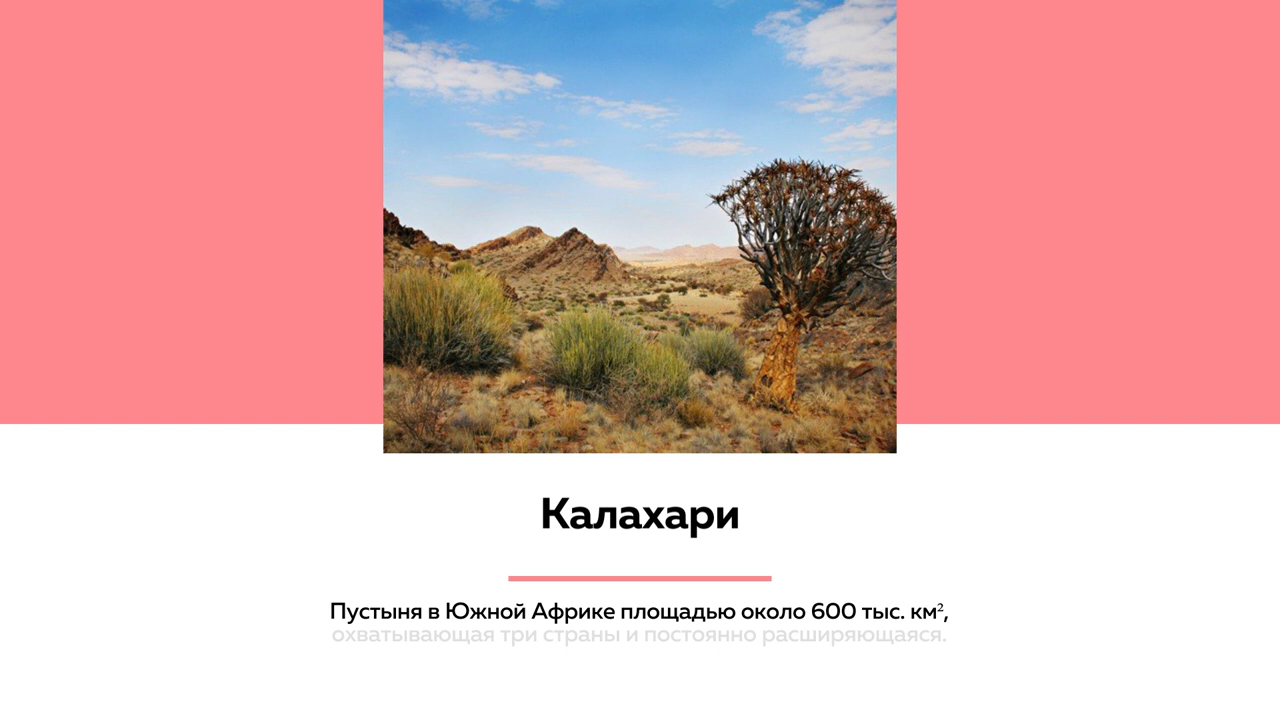 Калахари
Пустыня в Южной Африке площадью около 600 тыс. км²,
охватывающая три страны и постоянно расширяющаяся.